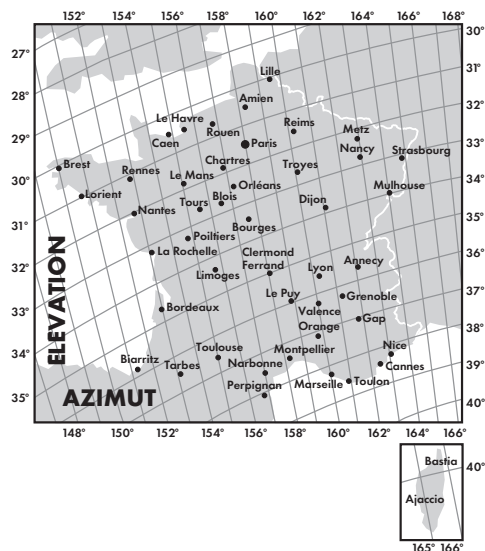 152° 154° 156° 158° 160° 162° 164° 166° 168°
27°
28°
29°
30°
31°
32°
33°
34°
35°
30°
31°
32°
33°
34°
35°
36°
37°
38°
39°
40°
Lille
Amien
Le Havre
Rouen
Caen
Reims
Metz
Paris
Nancy
Strasbourg
Brest
Rennes
Chartres
Troyes
Le Mans
Orléans
Mulhouse
Lorient
Blois
Nantes
Tours
Dijon
Bourges
Poiltiers
La Rochelle
Clermond
Ferrand
Annecy
Limoges
Lyon
Le Puy
Grenoble
Bordeaux
Valence
Gap
Orange
Toulouse
Montpellier
Nice
Biarritz
Tarbes
Narbonne
Cannes
Perpignan
Marseille
Toulon
ELEVATION
AZIMUT
148° 150° 152° 154° 156° 158° 160° 162° 164° 166°
Bastia
40°
Ajaccio
165° 166°